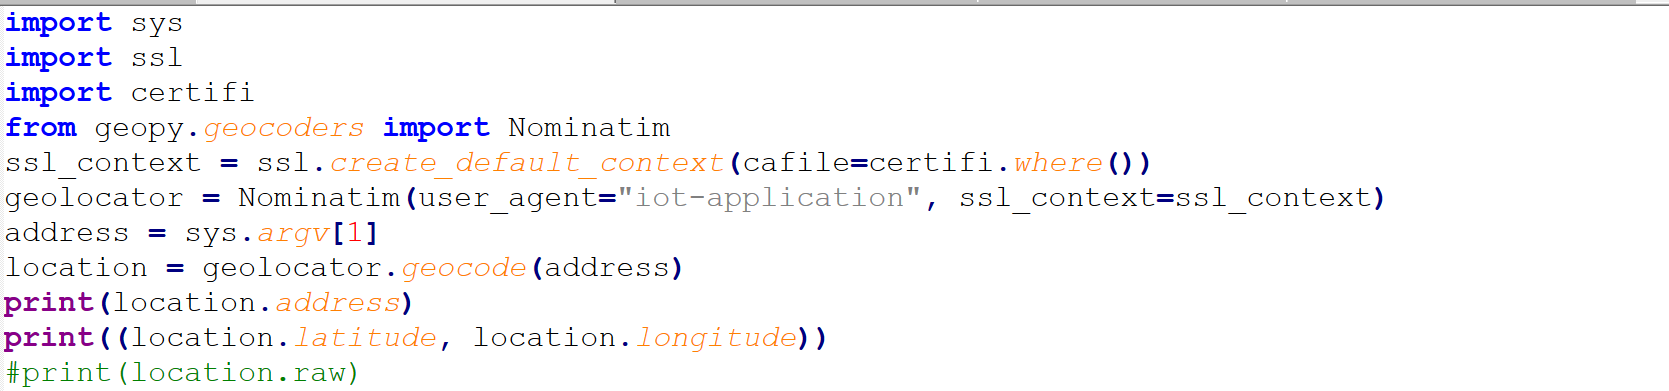 import sys
import ssl
import certifi
from geopy.geocoders import Nominatim
ssl_context = ssl.create_default_context(cafile=certifi.where())
geolocator = Nominatim(user_agent="iot-application", ssl_context=ssl_context)
address = sys.argv[1]
location = geolocator.geocode(address)
print(location.address)
print((location.latitude, location.longitude))
#print(location.raw)